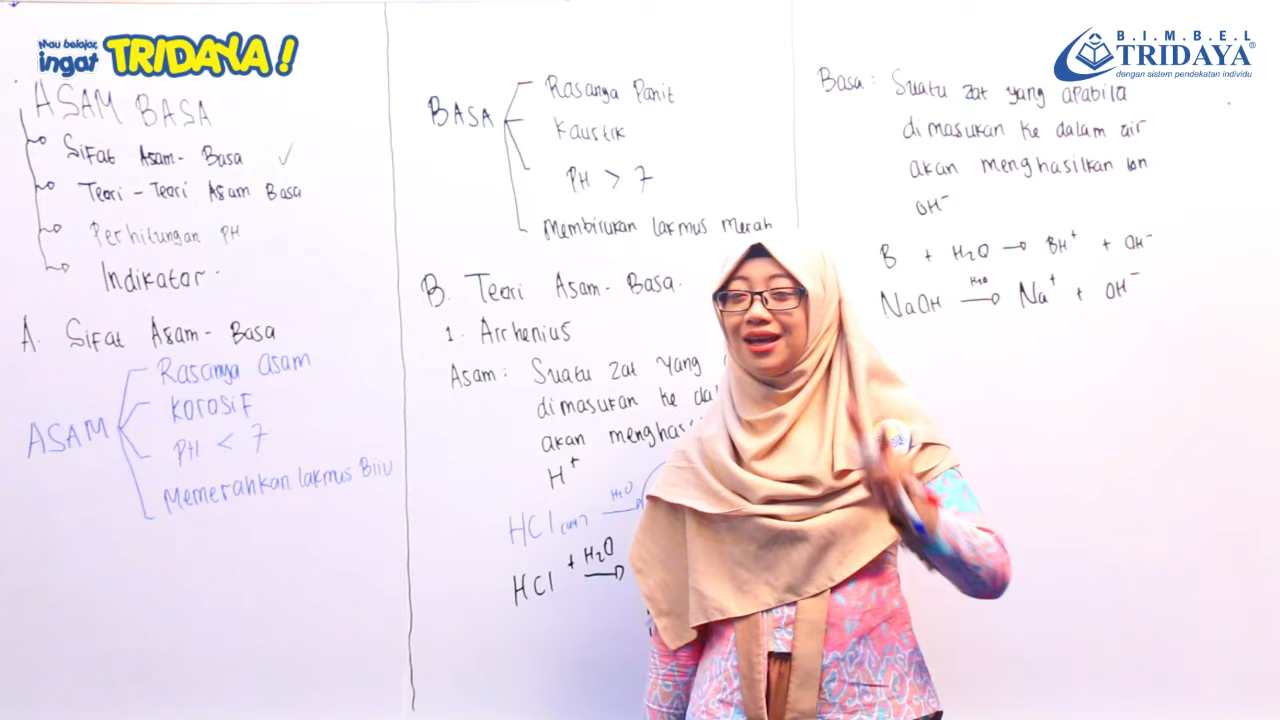 Mau belajar,
ingat TRIDAYA!
B.I.M.B.E.L
TRIDAYA®
dengan sistem pendekatan individu
ASAM BASA
Sifat Asam-Basa ✓
Teori-Teori Asam Basa
Perhitungan PH
Indikator.
A. Sifat Asam-Basa
ASAM
Rasanya asam
Korosif
PH < 7
Memerahkan lakmus Biru
BASA
Rasanya Pahit
Kaustik
PH > 7
Membirukan lakmus merah
B. Teori Asam-Basa.
1. Arrhenius
Asam: Suatu zat yang
dimasukan ke da
akan menghas
H⁺
HCl H₂O
HCl + H₂O →
Basa: Suatu zat yang apabila
dimasukan ke dalam air
akan menghasilkan ion
OH⁻
B + H₂O → BH⁺ + OH⁻
NaOH H₂O → Na⁺ + OH⁻